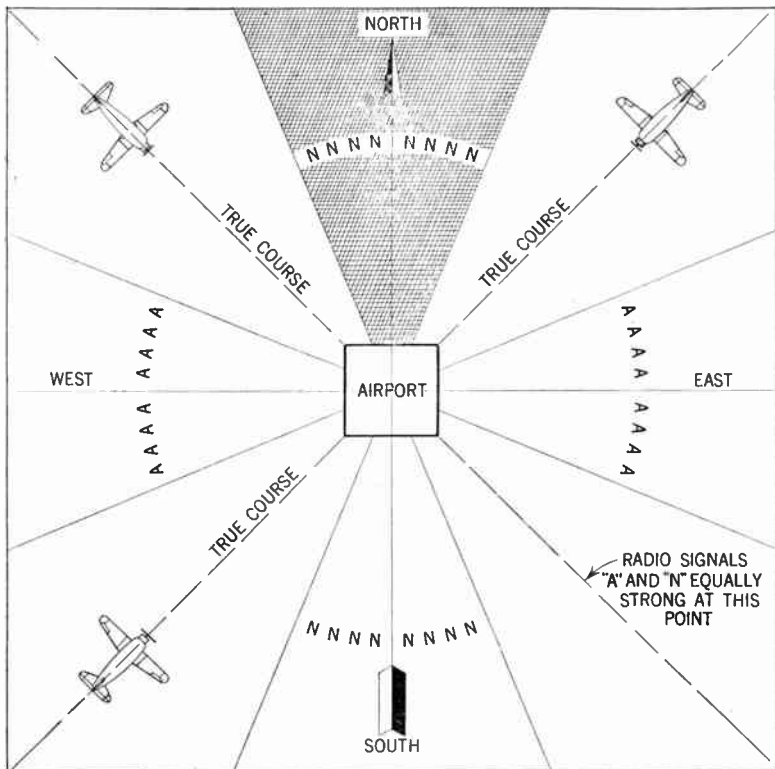 NORTH
N N N N N N N N
TRUE COURSE
TRUE COURSE
A A A A A A A A
A A A A A A A A
WEST
AIRPORT
EAST
TRUE COURSE
RADIO SIGNALS
"A" AND "N" EQUALLY
STRONG AT THIS
POINT
N N N N N N N N
SOUTH